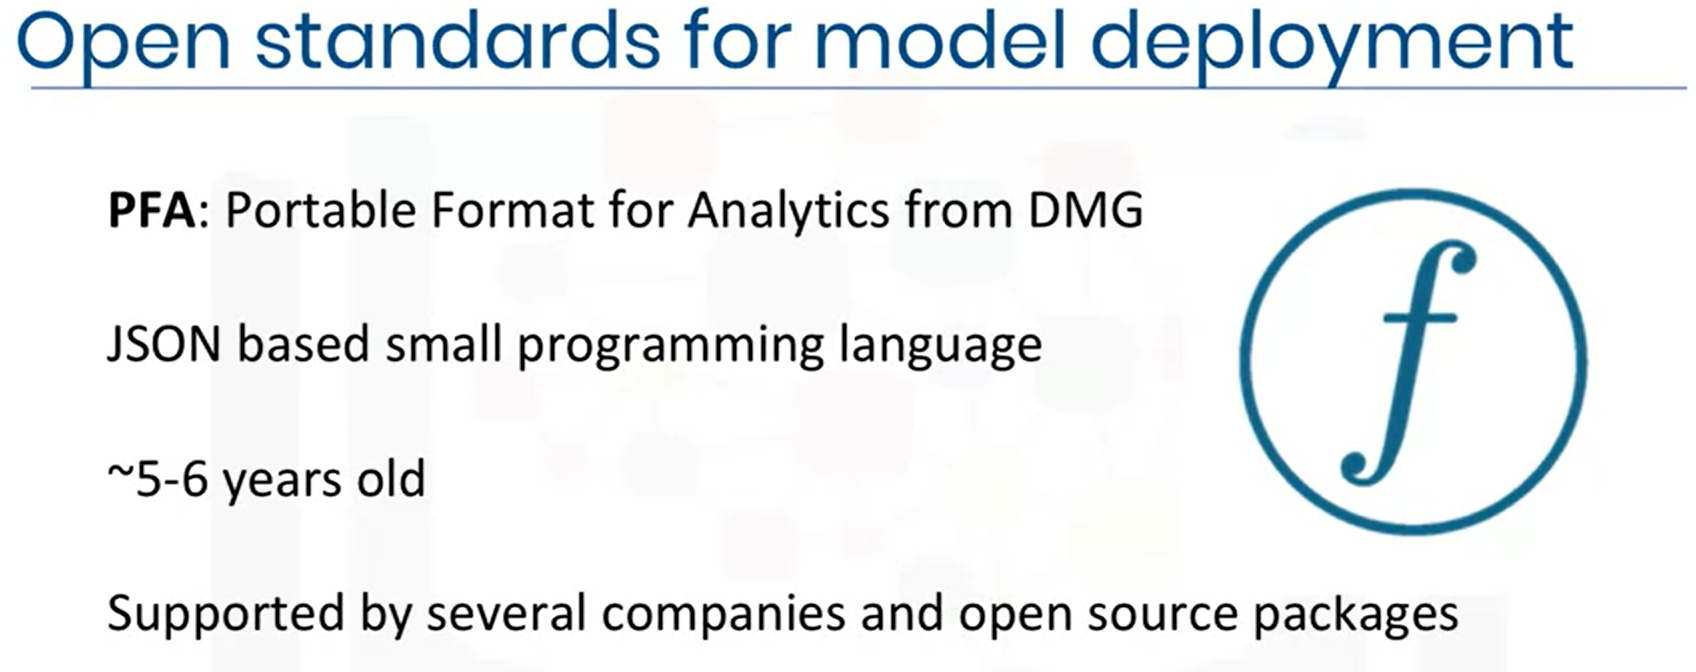 Open standards for model deployment
PFA: Portable Format for Analytics from DMG
JSON based small programming language
~5-6 years old
Supported by several companies and open source packages
f